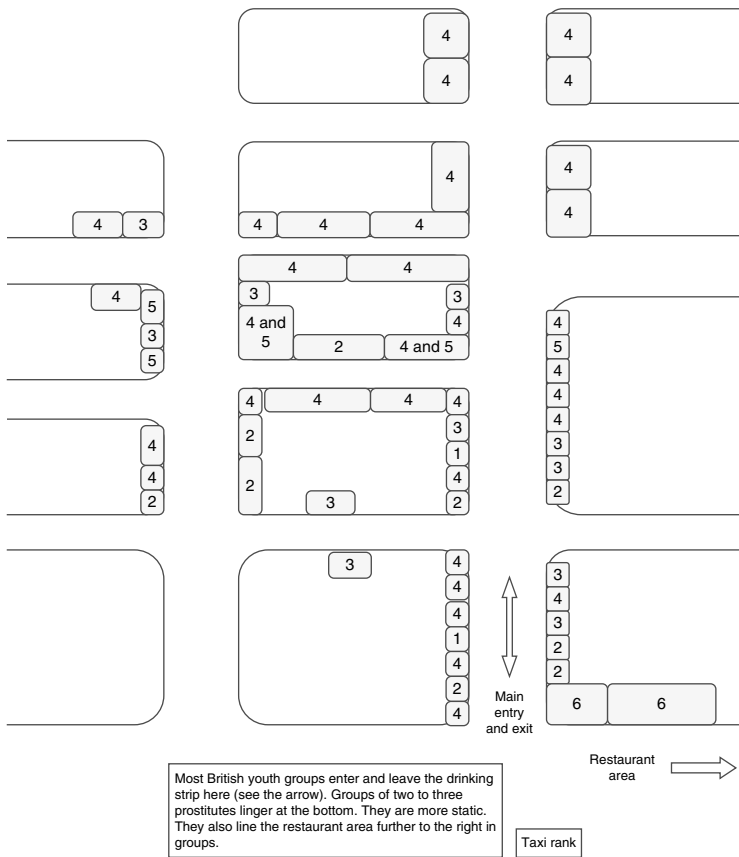 4 4
4 4
4 4
4 3 4 4 4 4
4 4
4 5 3 3 4
3 4 and 5 4 5
5 2 4 and 5 4
4
4 4 4 4 4
4 2 3 3
4 1 3
2 2 4 2
3 2
3 4 3
4 4
4 3
1 2
4 2
2 6 6
4
Main
entry
and exit
Restaurant
area
Most British youth groups enter and leave the drinking
strip here (see the arrow). Groups of two to three
prostitutes linger at the bottom. They are more static.
They also line the restaurant area further to the right in
groups.
Taxi rank